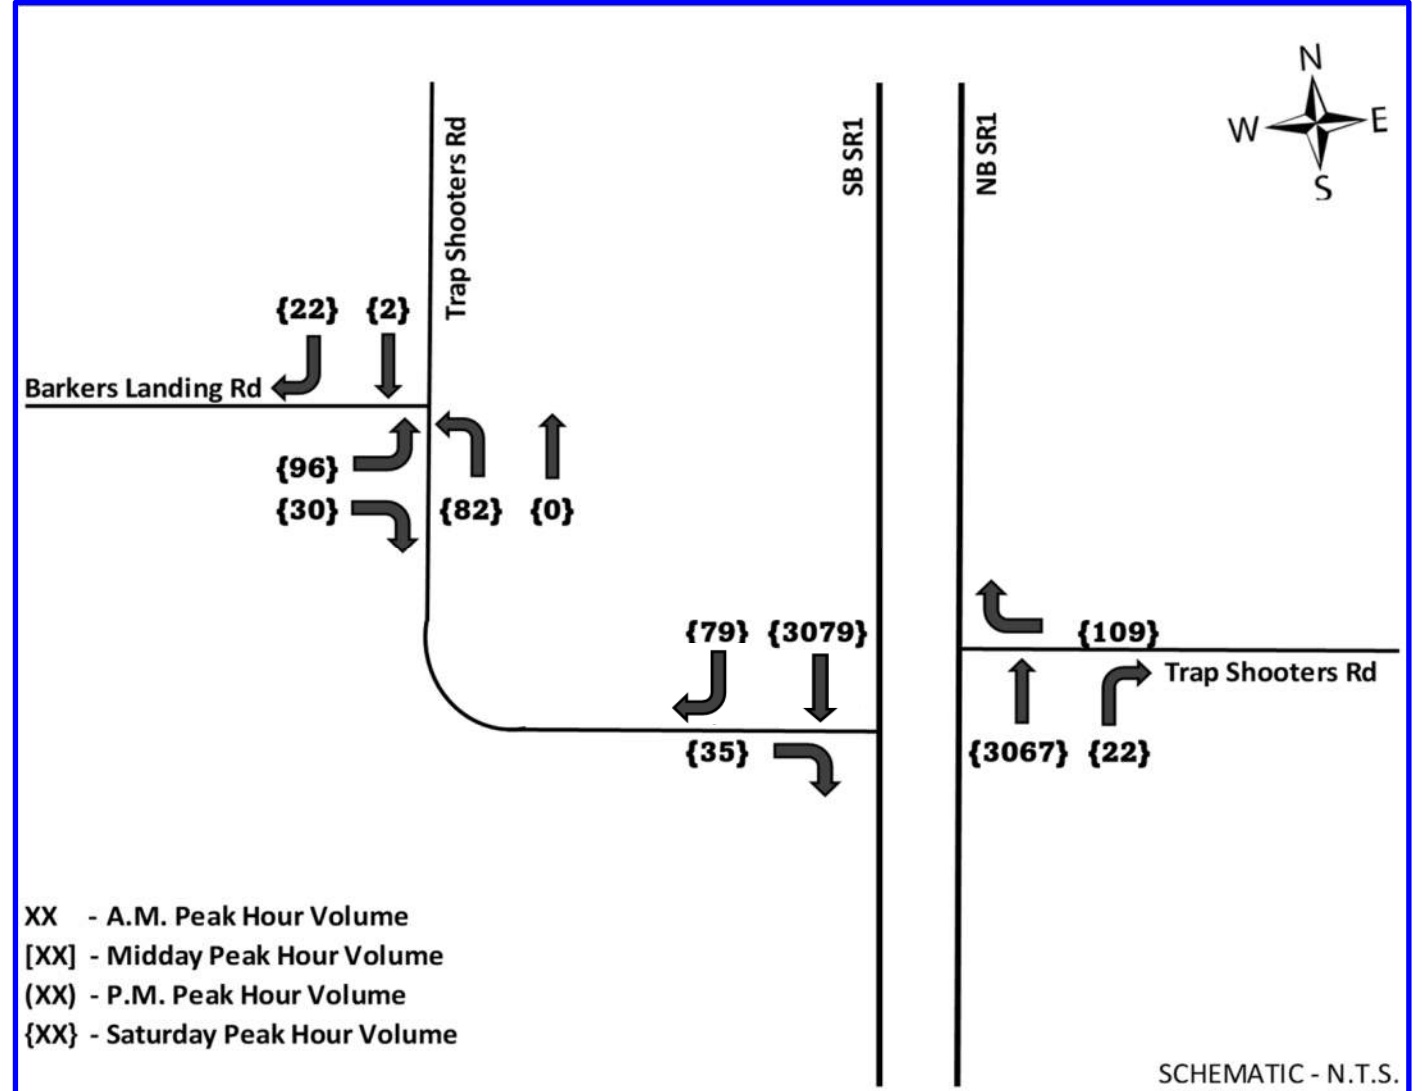 N
W E
S
Trap Shooters Rd
SB SR1
NB SR1
{22} {2}
Barkers Landing Rd
{96}
{30} {82} {0}
{79} {3079} {109}
Trap Shooters Rd
{35} {3067} {22}
XX - A.M. Peak Hour Volume
[XX] - Midday Peak Hour Volume
(XX) - P.M. Peak Hour Volume
{XX} - Saturday Peak Hour Volume
SCHEMATIC - N.T.S.